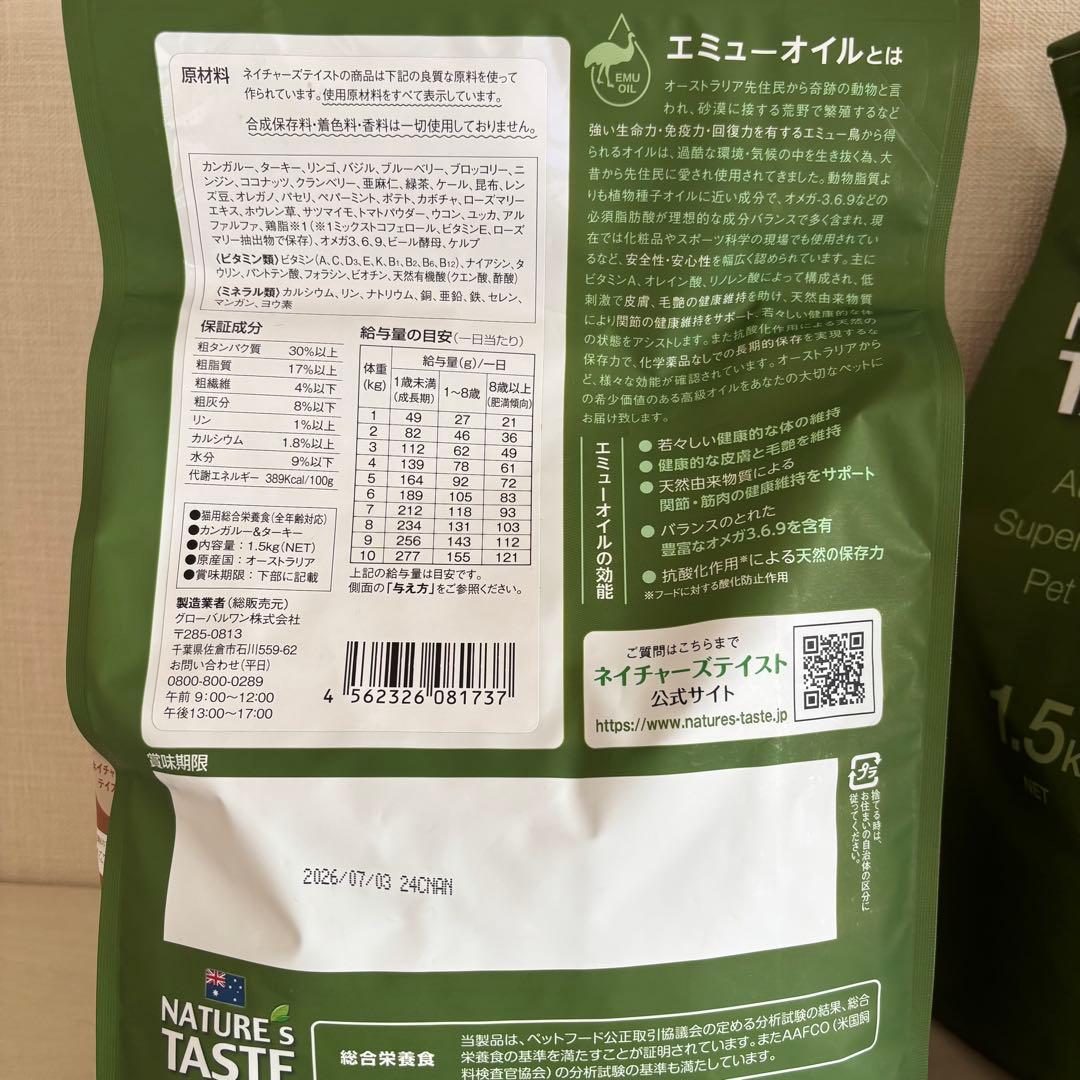 原材料 ネイチャーズテイストの商品は下記の良質な原料を使って
作られています。使用原材料をすべて表示しています。
合成保存料・着色料・香料は一切使用しておりません。
カンガルー、ターキー、リンゴ、バジル、ブルーベリー、ブロッコリー、ニ
ンジン、ココナッツ、クランベリー、亜麻仁、緑茶、ケール、昆布、レン
ズ豆、オレガノ、パセリ、ペパーミント、ポテト、カボチャ、ローズマリー
エキス、ホウレン草、サツマイモ、トマトパウダー、ウコン、ユッカ、アル
ファルファ、鶏脂※1(※1ミックストコフェロール、ビタミンE、ローズ
マリー抽出物で保存)、オメガ3、6、9、ビール酵母、ケルプ
〈ビタミン類〉ビタミン(A、C、D3、E、K、B1、B2、B6、B12)、ナイアシン、タ
ウリン、パントテン酸、フォラシン、ビオチン、天然有機酸(クエン酸、酢酸)
〈ミネラル類〉カルシウム、リン、ナトリウム、銅、亜鉛、鉄、セレン、
マンガン、ヨウ素
保証成分
粗タンパク質 30%以上
粗脂質 17%以上
粗繊維 4%以下
粗灰分 8%以下
リン 1%以上
カルシウム 1.8%以上
水分 9%以下
代謝エネルギー 389Kcal/100g
●猫用総合栄養食(全年齢対応)
●カンガルー&ターキー
●内容量:1.5kg(NET)
●原産国:オーストラリア
●賞味期限:下部に記載
製造業者(総販売元)
グローバルワン株式会社
〒285-0813
千葉県佐倉市石川559-62
お問い合わせ(平日)
0800-800-0289
午前 9:00〜12:00
午後13:00〜17:00
給与量の目安(一日当たり)
体重(kg) 給与量(g)/一日
1歳未満(成長期) 1〜8歳 8歳以上(肥満傾向)
1 49 27 21
2 82 46 36
3 112 62 49
4 139 78 61
5 164 92 72
6 189 105 83
7 212 118 93
8 234 131 103
9 256 143 112
10 277 155 121
上記の給与量は目安です。
側面の「与え方」をご参照ください。
4 562326 081737
EMU
OIL
エミューオイルとは
オーストラリア先住民から奇跡の動物と言
われ、砂漠に接する荒野で繁殖するなど
強い生命力・免疫力・回復力を有するエミュー鳥から得
られるオイルは、過酷な環境・気候の中を生き抜く為、大
昔から先住民に愛され使用されてきました。動物脂質よ
りも植物種子オイルに近い成分で、オメガ・3.6.9などの
必須脂肪酸が理想的な成分バランスで多く含まれ、現
在では化粧品やスポーツ科学の現場でも使用されてい
るなど、安全性・安心性を幅広く認められています。主に
ビタミンA、オレイン酸、リノレン酸によって構成され、低
刺激で皮膚、毛艶の健康維持を助け、天然由来物質
により関節の健康維持をサポート、若々しい健康的な体
の状態をアシストします。また抗酸化作用による天然の
保存力で、化学薬品なしでの長期的保存を実現するな
ど、様々な効能が確認されています。オーストラリアから
の希少価値のある高級オイルをあなたの大切なペットに
お届け致します。
エミューオイルの効能
●若々しい健康的な体の維持
●健康的な皮膚と毛艶を維持
●天然由来物質による
関節・筋肉の健康維持をサポート
●バランスのとれた
豊富なオメガ3.6.9を含有
●抗酸化作用※による天然の保存力
※フードに対する酸化防止作用
ご質問はこちらまで
ネイチャーズテイスト
公式サイト
https://www.natures-taste.jp
賞味期限
2026/07/03 24CNAN
プラ
捨てる時は、
お住まいの自治体の区分に
従ってください。
NATURE's
TASTE
総合栄養食
当製品は、ペットフード公正取引協議会の定める分析試験の結果、総合
栄養食の基準を満たすことが証明されています。またAAFCO(米国飼
料検査官協会)の分析試験の基準も満たしています。
Super
Pet
1.5k
NET